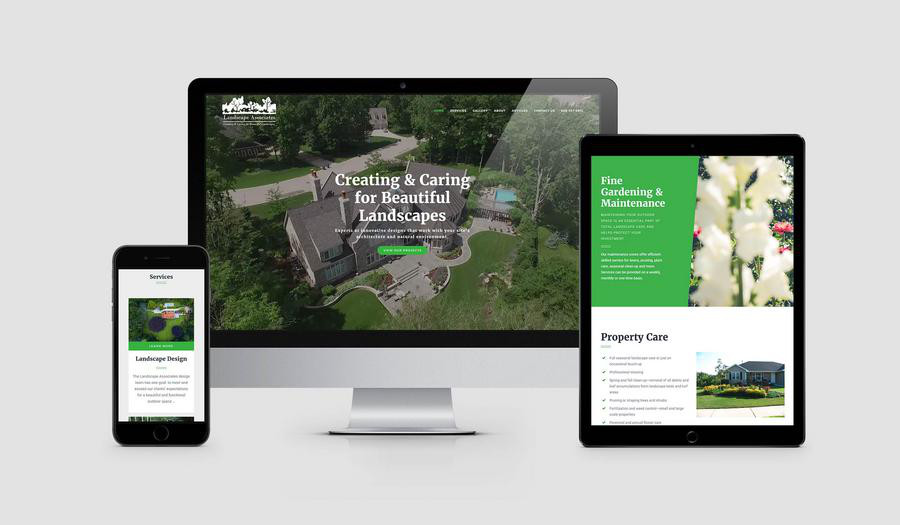 Landscape Associates
HOME SERVICES GALLERY ABOUT ARTICLES CONTACT US
Creating & Caring
for Beautiful
Landscapes
Experts at innovative designs that work with your site's
architecture and natural environment.
VIEW OUR PROJECTS
Services
LEARN MORE
Landscape Design
The Landscape Associates design
team has one goal: to meet and
exceed our clients' expectations
for a beautiful and functional
outdoor space ...
Fine
Gardening &
Maintenance
MAINTAINING YOUR OUTDOOR
SPACE IS AN ESSENTIAL PART OF
TOTAL LANDSCAPE CARE AND
HELPS PROTECT YOUR
INVESTMENT.
Our maintenance crews offer efficient,
skilled service for lawns, pruning, plant
care, seasonal clean-up and more.
Services can be provided on a weekly,
monthly or one-time basis.
Property Care
Full seasonal landscape care or just an
occasional touch-up
Professional mowing
Spring and fall clean-up—removal of all debris and
leaf accumulations from landscape beds and turf
areas
Pruning or shaping trees and shrubs
Fertilization and weed control—small and large
scale properties
Perennial and annual flower care